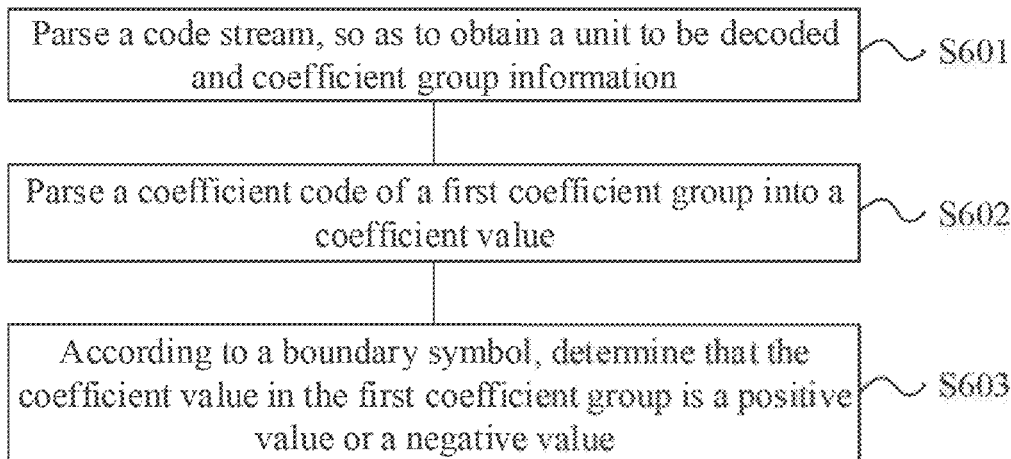 Parse a code stream, so as to obtain a unit to be decoded
and coefficient group information
S601
Parse a coefficient code of a first coefficient group into a
coefficient value
S602
According to a boundary symbol, determine that the
coefficient value in the first coefficient group is a positive
value or a negative value
S603